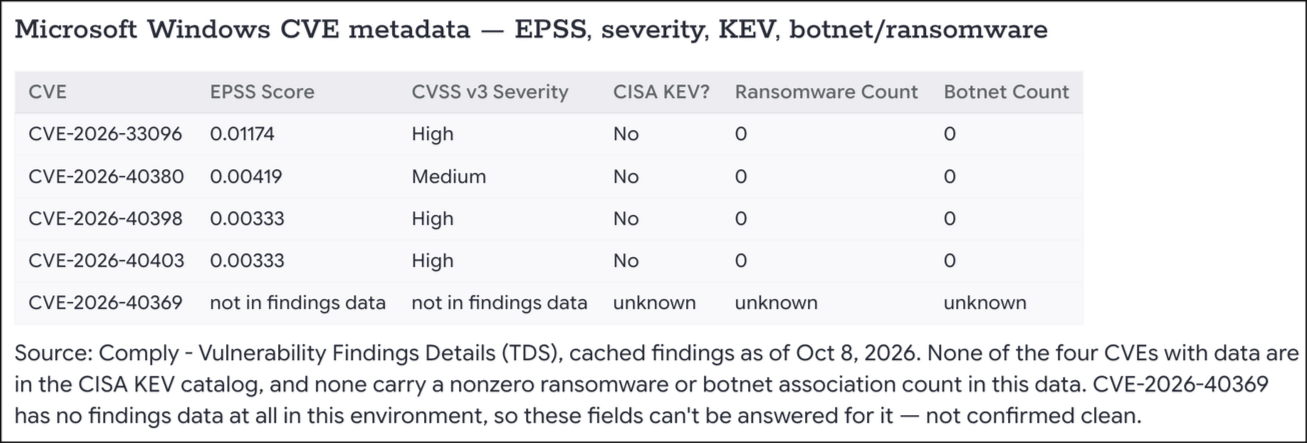 Microsoft Windows CVE metadata — EPSS, severity, KEV, botnet/ransomware
CVE EPSS Score CVSS v3 Severity CISA KEV? Ransomware Count Botnet Count
CVE-2026-33096 0.01174 High No 0 0
CVE-2026-40380 0.00419 Medium No 0 0
CVE-2026-40398 0.00333 High No 0 0
CVE-2026-40403 0.00333 High No 0 0
CVE-2026-40369 not in findings data not in findings data unknown unknown unknown
Source: Comply - Vulnerability Findings Details (TDS), cached findings as of Oct 8, 2026. None of the four CVEs with data are
in the CISA KEV catalog, and none carry a nonzero ransomware or botnet association count in this data. CVE-2026-40369
has no findings data at all in this environment, so these fields can't be answered for it — not confirmed clean.